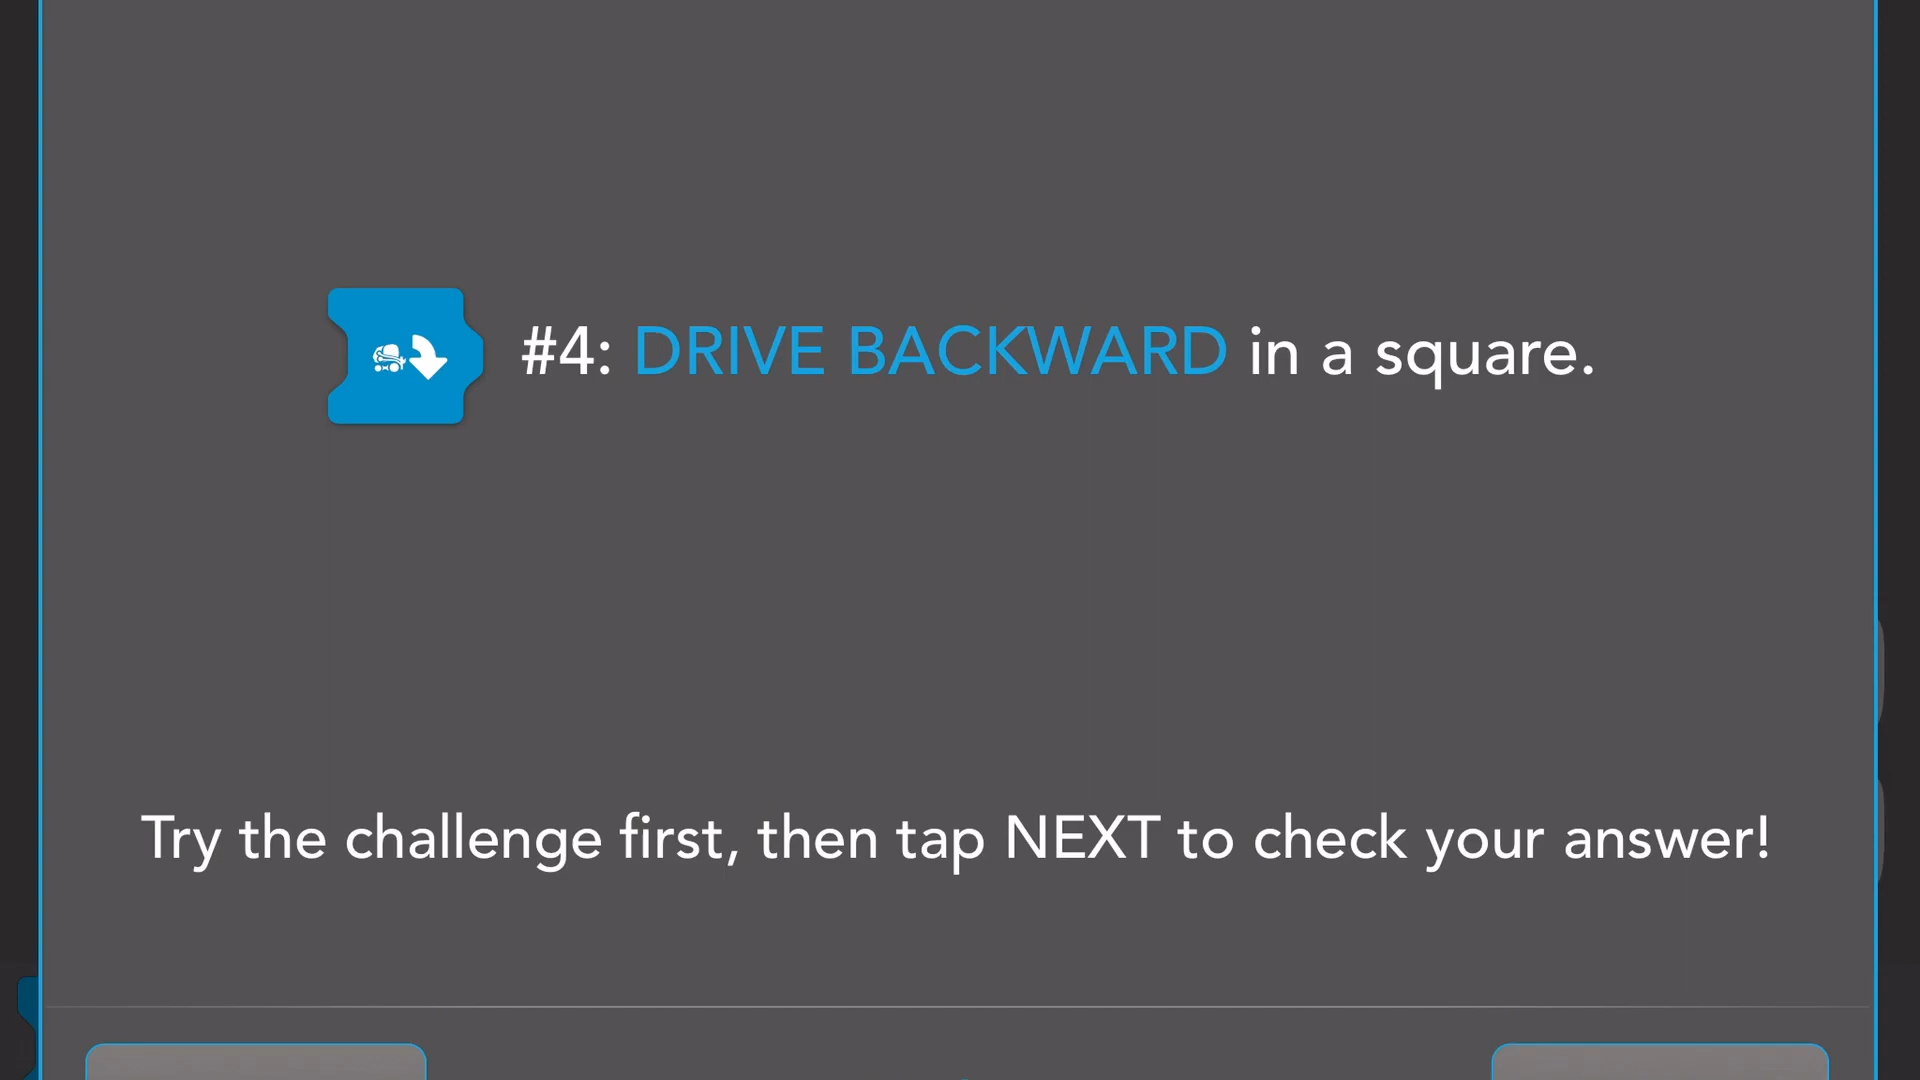 #4: DRIVE BACKWARD in a square.
Try the challenge first, then tap NEXT to check your answer!